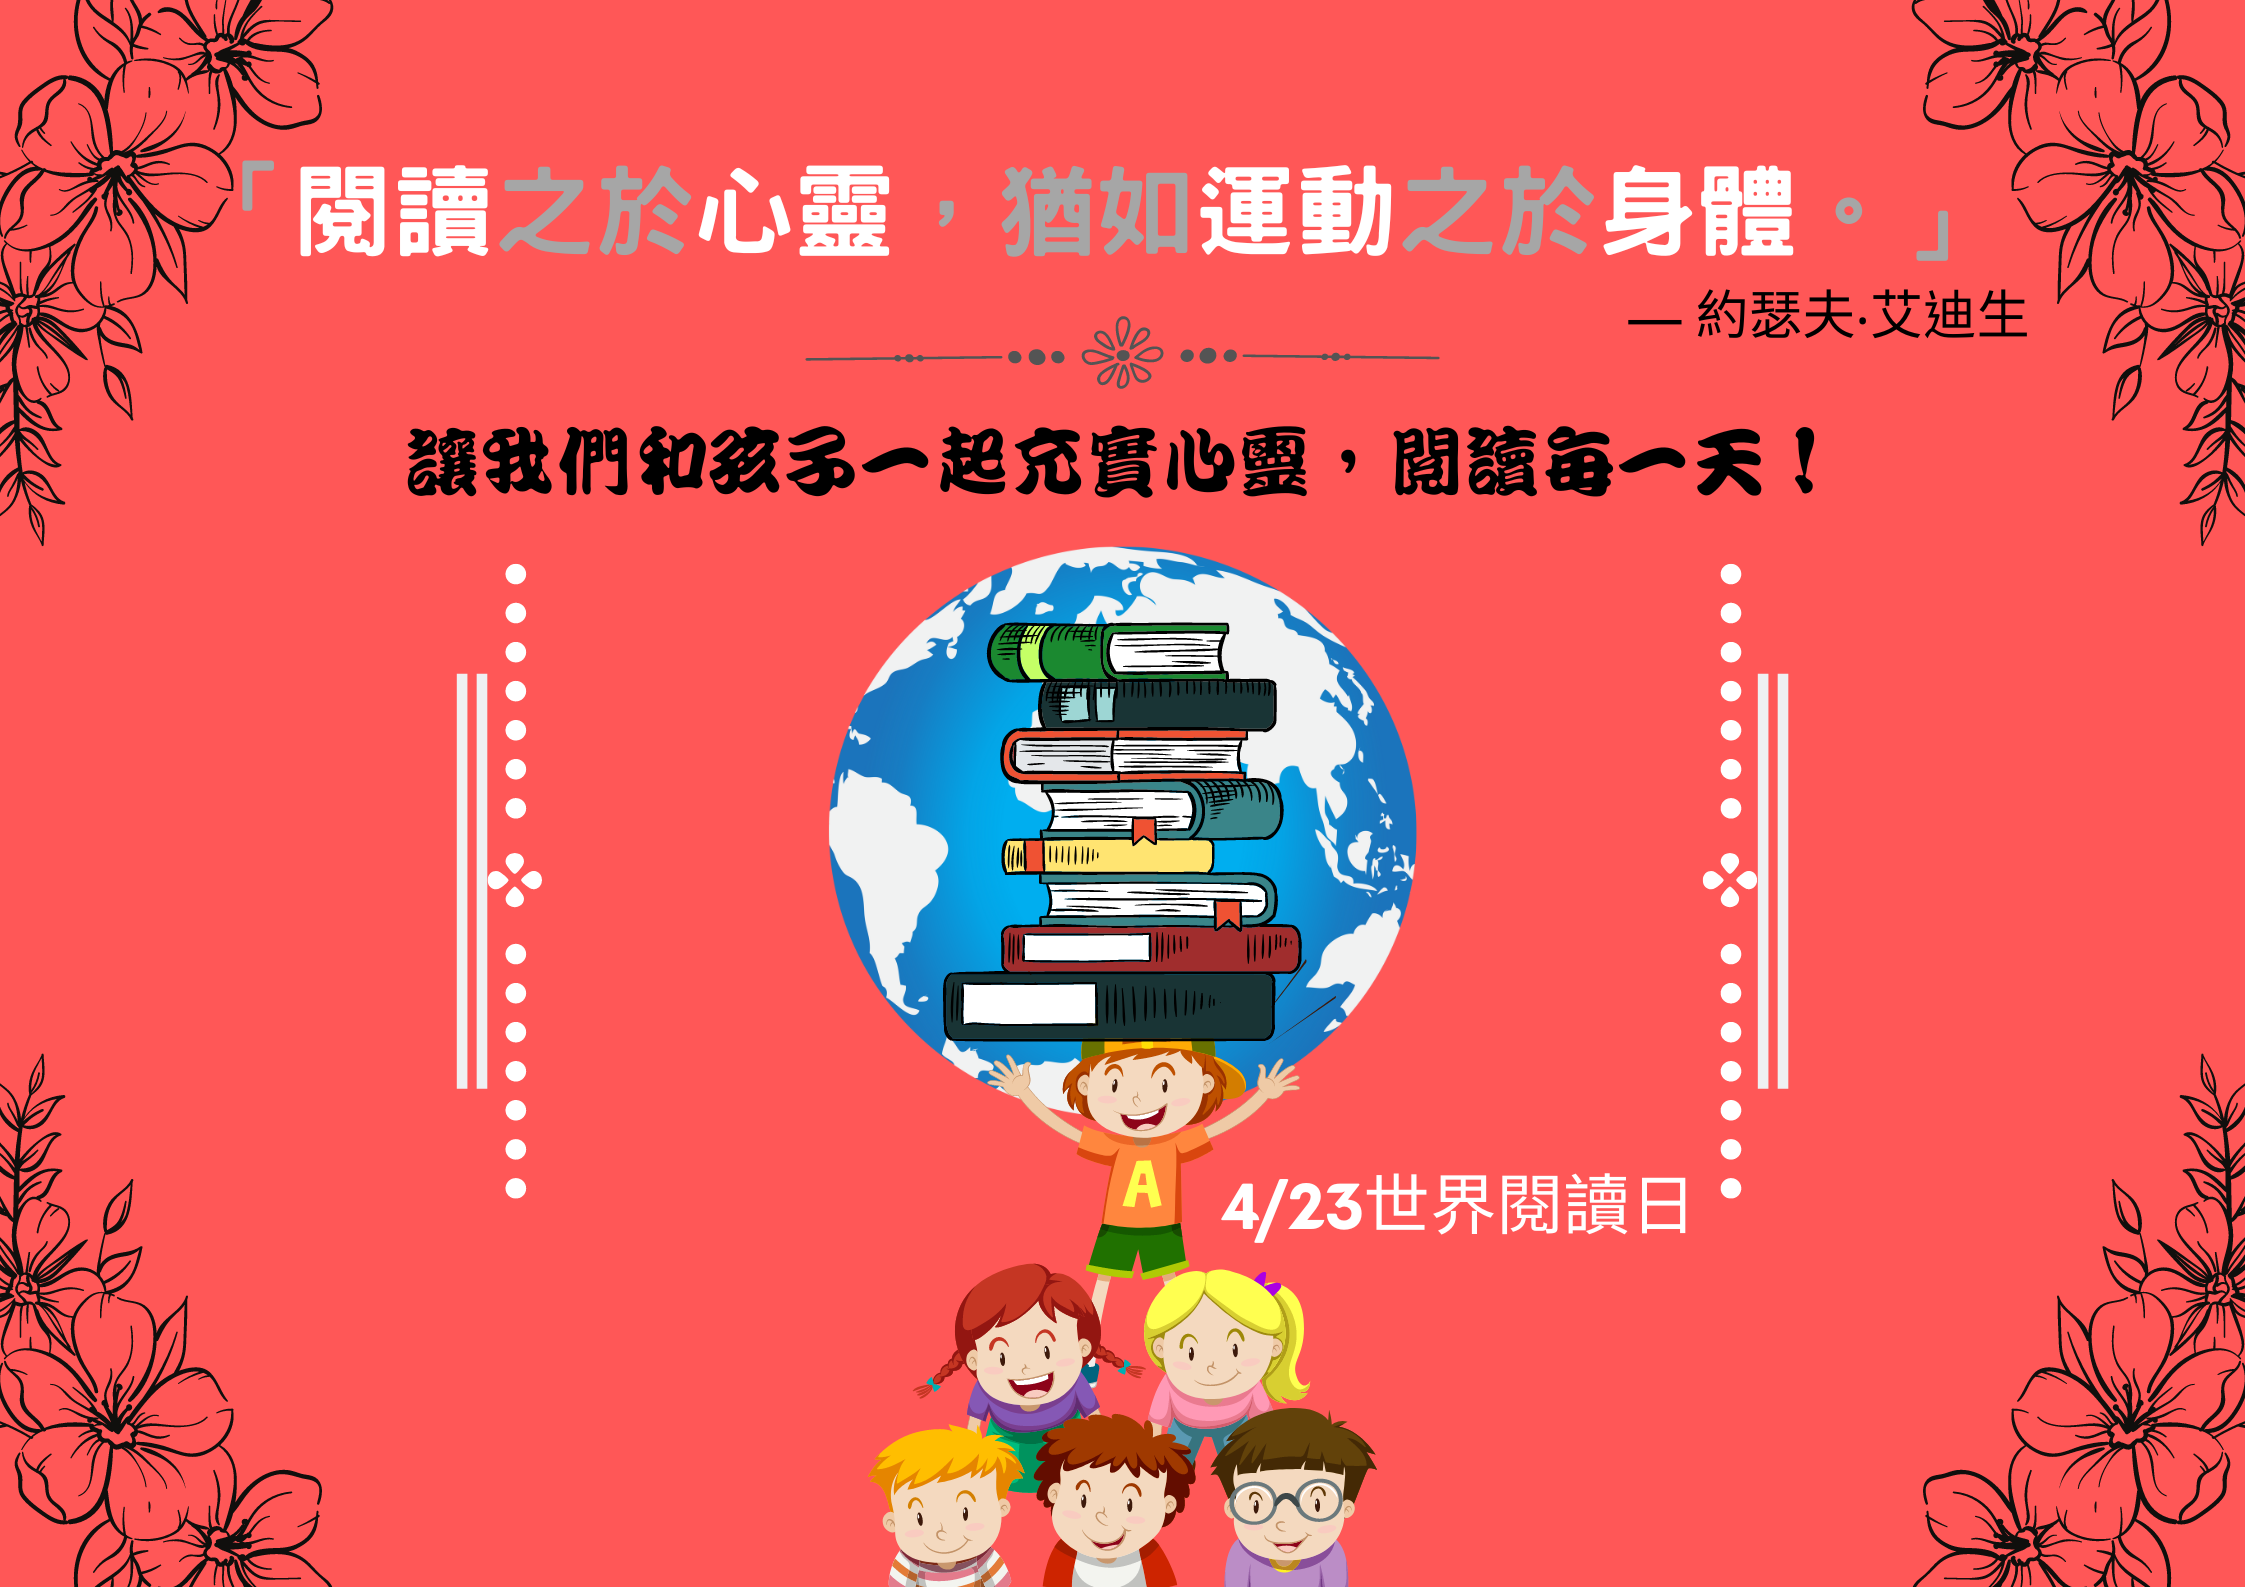 「閱讀之於心靈，猶如運動之於身體。」
— 約瑟夫·艾迪生
讓我們和孩子一起充實心靈，閱讀每一天！
A
4/23世界閱讀日